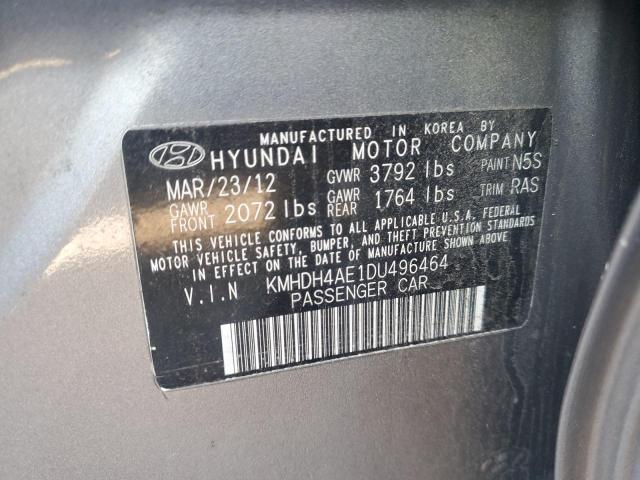 MANUFACTURED IN KOREA BY
HYUNDAI MOTOR COMPANY
MAR/23/12 GVWR 3792 lbs PAINT N5S
GAWR FRONT 2072 lbs GAWR REAR 1764 lbs TRIM RAS
THIS VEHICLE CONFORMS TO ALL APPLICABLE U.S.A. FEDERAL
MOTOR VEHICLE SAFETY, BUMPER, AND THEFT PREVENTION STANDARDS
IN EFFECT ON THE DATE OF MANUFACTURE SHOWN ABOVE.
V.I.N KMHDH4AE1DU496464
PASSENGER CAR